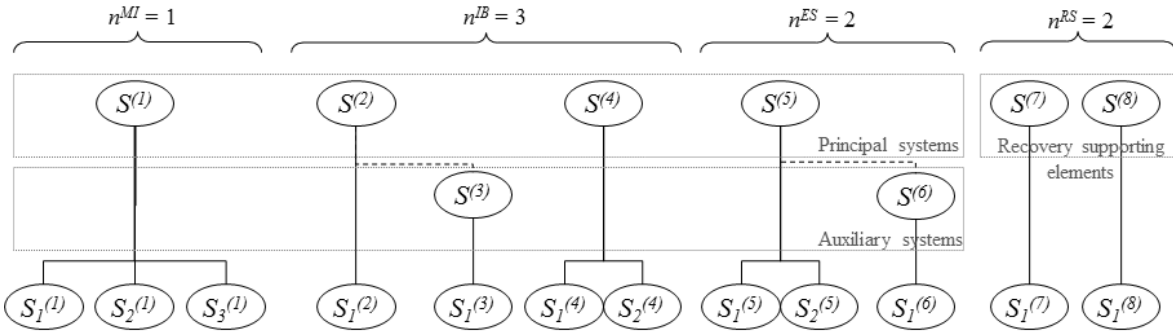 n^{MI} = 1 n^{IB} = 3 n^{ES} = 2 n^{RS} = 2
S^{(1)} S^{(2)} S^{(4)} S^{(5)} S^{(7)} S^{(8)}
Principal systems Recovery supporting
elements
S^{(3)} S^{(6)}
Auxiliary systems
S_1^{(1)} S_2^{(1)} S_3^{(1)} S_1^{(2)} S_1^{(3)} S_1^{(4)} S_2^{(4)} S_1^{(5)} S_2^{(5)} S_1^{(6)} S_1^{(7)} S_1^{(8)}